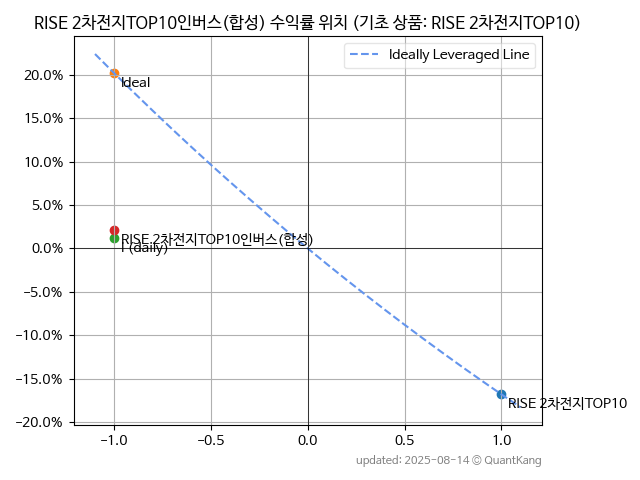 RISE 2차전지TOP10인버스(합성) 수익률 위치 (기초 상품: RISE 2차전지TOP10)
Ideally Leveraged Line
20.0%
Ideal
15.0%
10.0%
5.0%
RISE 2차전지TOP10인버스(합성)
I (daily)
0.0%
-5.0%
-10.0%
-15.0%
RISE 2차전지TOP10
-20.0%
-1.0 -0.5 0.0 0.5 1.0
updated: 2025-08-14 © QuantKang